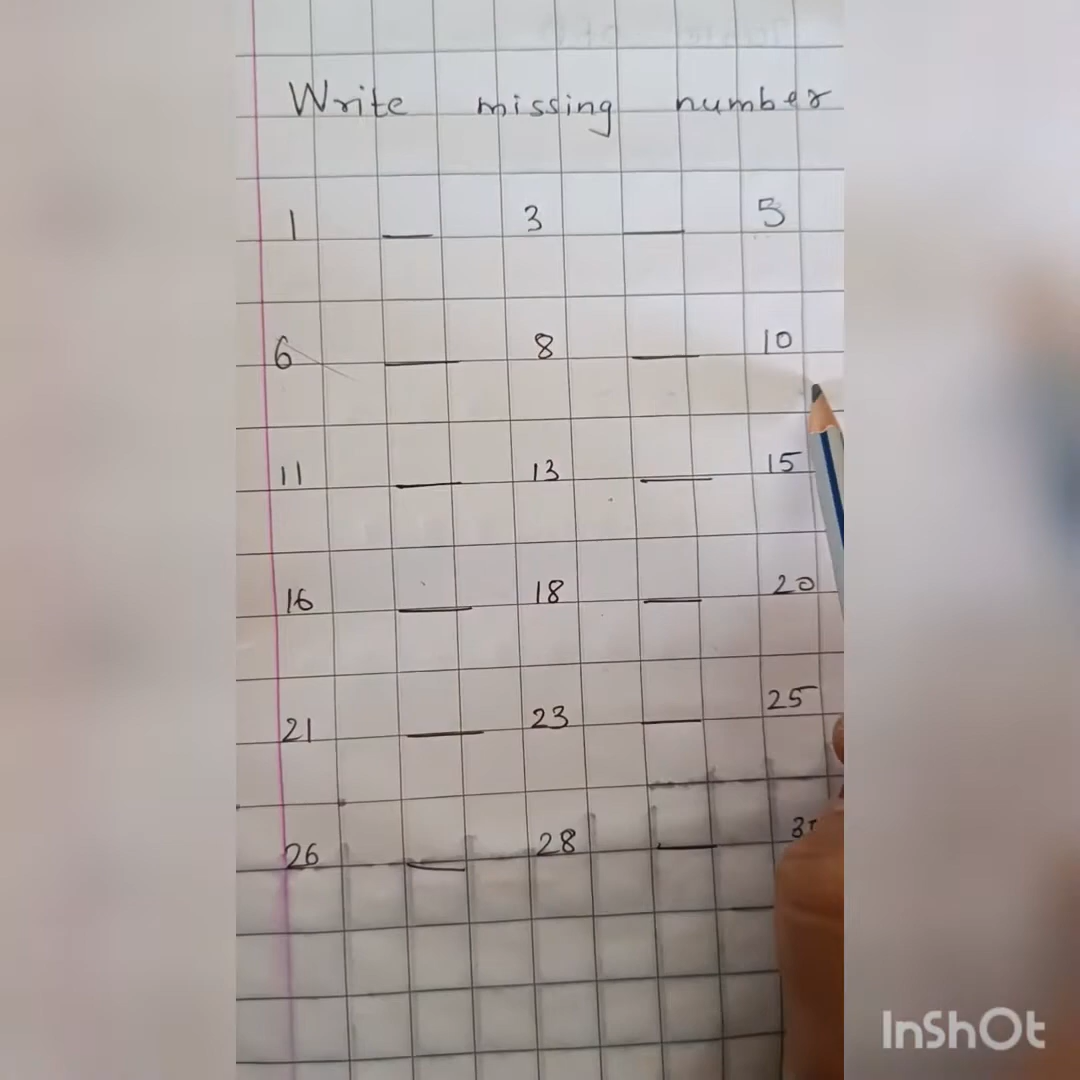 Write missing number
1 __ 3 __ 5
6 __ 8 __ 10
11 __ 13 __ 15
16 __ 18 __ 20
21 __ 23 __ 25
26 __ 28 __
InShOt